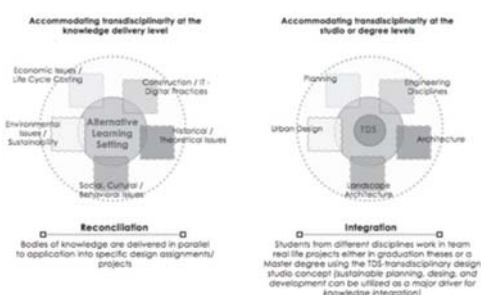 Accommodating transdisciplinarity at the
knowledge delivery level
Economic Issues /
Life Cycle Costing
Construction / IT -
Digital Practices
Environmental
Issues /
Sustainability
Alternative
Learning
Setting
Historical /
Theoretical Issues
Social, Cultural /
Behavioral Issues
Reconciliation
Bodies of knowledge are delivered in parallel
to application into specific design assignments/
projects
Accommodating transdisciplinarity at the
studio or degree levels
Planning
Engineering
Disciplines
Urban Design
TDS
Architecture
Landscape
Architecture
Integration
Students from different disciplines work in team
real life projects either in graduation theses or a
Master degree using the TDS-transdisciplinary design
studio concept (sustainable planning, desing, and
development can be utilized as a major driver for
knowledge integration)